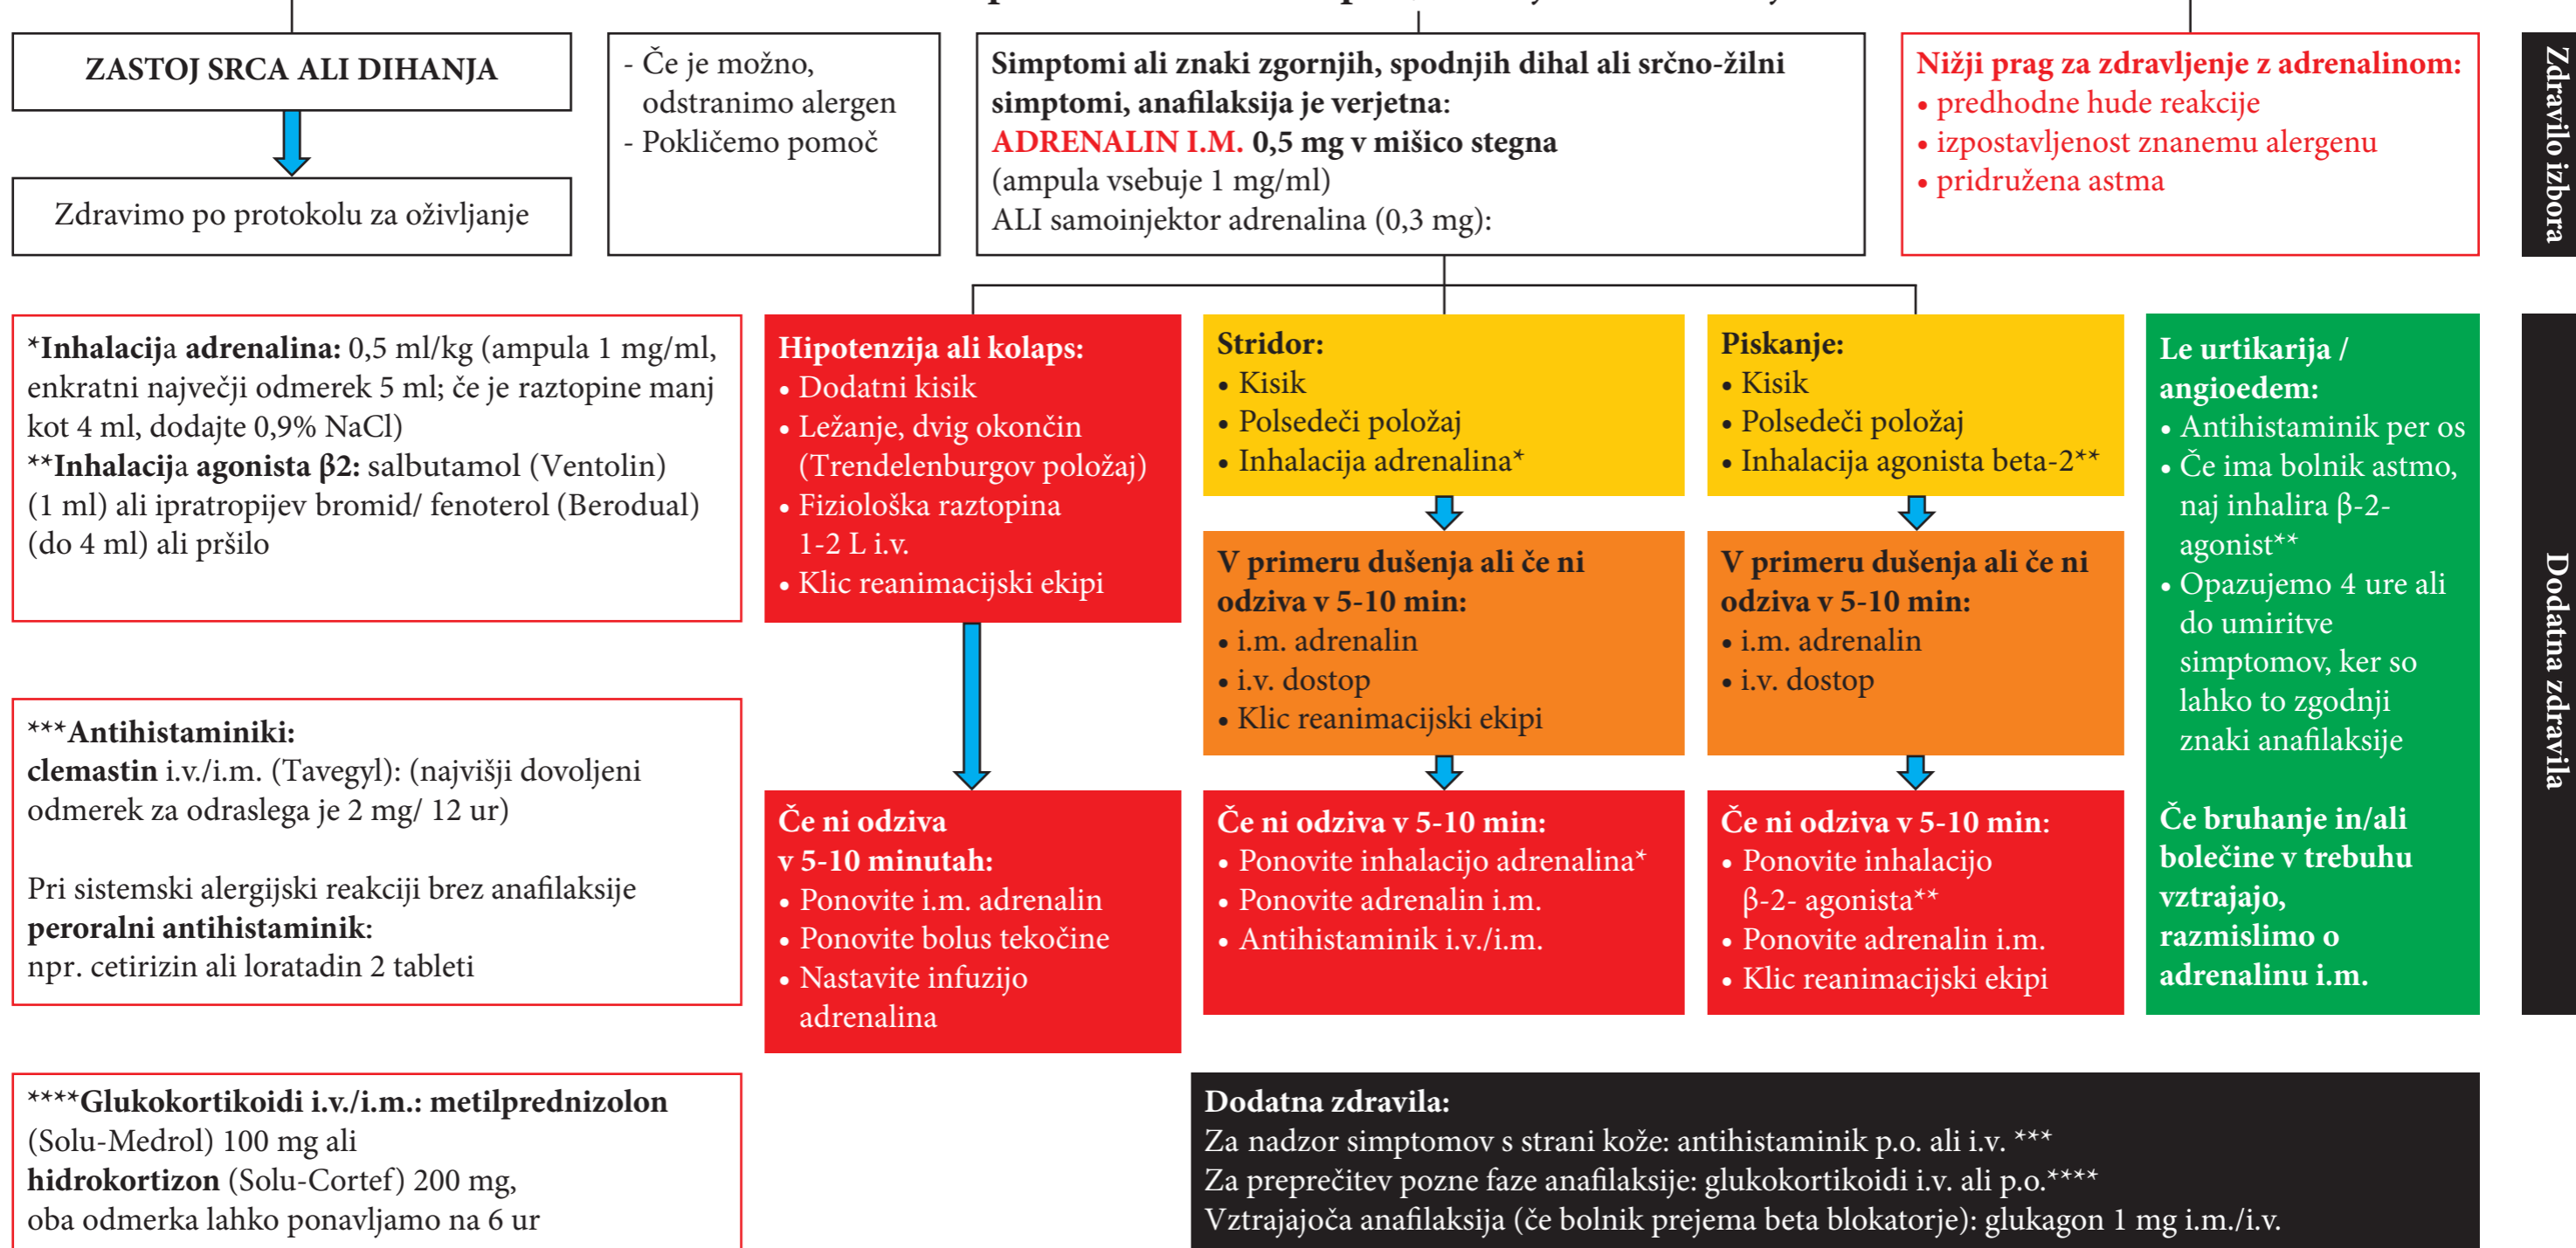 ZASTOJ SRCA ALI DIHANJA
Zdravimo po protokolu za oživljanje
- Če je možno,
odstranimo alergen
- Pokličemo pomoč
Simptomi ali znaki zgornjih, spodnjih dihal ali srčno-žilni
simptomi, anafilaksija je verjetna:
ADRENALIN I.M. 0,5 mg v mišico stegna
(ampula vsebuje 1 mg/ml)
ALI samoinjektor adrenalina (0,3 mg):
Nižji prag za zdravljenje z adrenalinom:
• predhodne hude reakcije
• izpostavljenost znanemu alergenu
• pridružena astma
Zdravilo izbora
*Inhalacija adrenalina: 0,5 ml/kg (ampula 1 mg/ml,
enkratni največji odmerek 5 ml; če je raztopine manj
kot 4 ml, dodajte 0,9% NaCl)
**Inhalacija agonista β2: salbutamol (Ventolin)
(1 ml) ali ipratropijev bromid/ fenoterol (Berodual)
(do 4 ml) ali pršilo
***Antihistaminiki:
clemastin i.v./i.m. (Tavegyl): (najvišji dovoljeni
odmerek za odraslega je 2 mg/ 12 ur)
Pri sistemski alergijski reakciji brez anafilaksije
peroralni antihistaminik:
npr. cetirizin ali loratadin 2 tableti
****Glukokortikoidi i.v./i.m.: metilprednizolon
(Solu-Medrol) 100 mg ali
hidrokortizon (Solu-Cortef) 200 mg,
oba odmerka lahko ponavljamo na 6 ur
Hipotenzija ali kolaps:
• Dodatni kisik
• Ležanje, dvig okončin
(Trendelenburgov položaj)
• Fiziološka raztopina
1-2 L i.v.
• Klic reanimacijski ekipi
Če ni odziva
v 5-10 minutah:
• Ponovite i.m. adrenalin
• Ponovite bolus tekočine
• Nastavite infuzijo
adrenalina
Stridor:
• Kisik
• Polsedeči položaj
• Inhalacija adrenalina*
V primeru dušenja ali če ni
odziva v 5-10 min:
• i.m. adrenalin
• i.v. dostop
• Klic reanimacijski ekipi
Če ni odziva v 5-10 min:
• Ponovite inhalacijo adrenalina*
• Ponovite adrenalin i.m.
• Antihistaminik i.v./i.m.
Piskanje:
• Kisik
• Polsedeči položaj
• Inhalacija agonista beta-2**
V primeru dušenja ali če ni
odziva v 5-10 min:
• i.m. adrenalin
• i.v. dostop
Če ni odziva v 5-10 min:
• Ponovite inhalacijo
β-2- agonista**
• Ponovite adrenalin i.m.
• Klic reanimacijski ekipi
Le urtikarija /
angioedem:
• Antihistaminik per os
• Če ima bolnik astmo,
naj inhalira β-2-
agonist**
• Opazujemo 4 ure ali
do umiritve
simptomov, ker so
lahko to zgodnji
znaki anafilaksije
Če bruhanje in/ali
bolečine v trebuhu
vztrajajo,
razmislimo o
adrenalinu i.m.
Dodatna zdravila
Dodatna zdravila:
Za nadzor simptomov s strani kože: antihistaminik p.o. ali i.v. ***
Za preprečitev pozne faze anafilaksije: glukokortikoidi i.v. ali p.o.****
Vztrajajoča anafilaksija (če bolnik prejema beta blokatorje): glukagon 1 mg i.m./i.v.